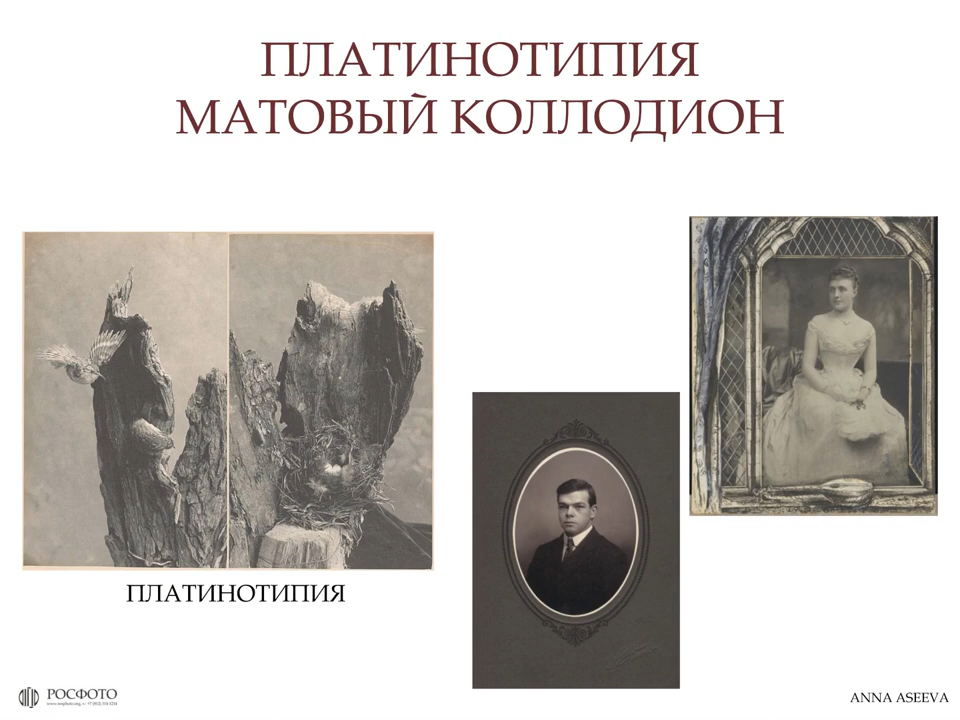 ПЛАТИНОТИПИЯ
МАТОВЫЙ КОЛЛОДИОН
ПЛАТИНОТИПИЯ
РОСФОТО
ANNA ASEEVA